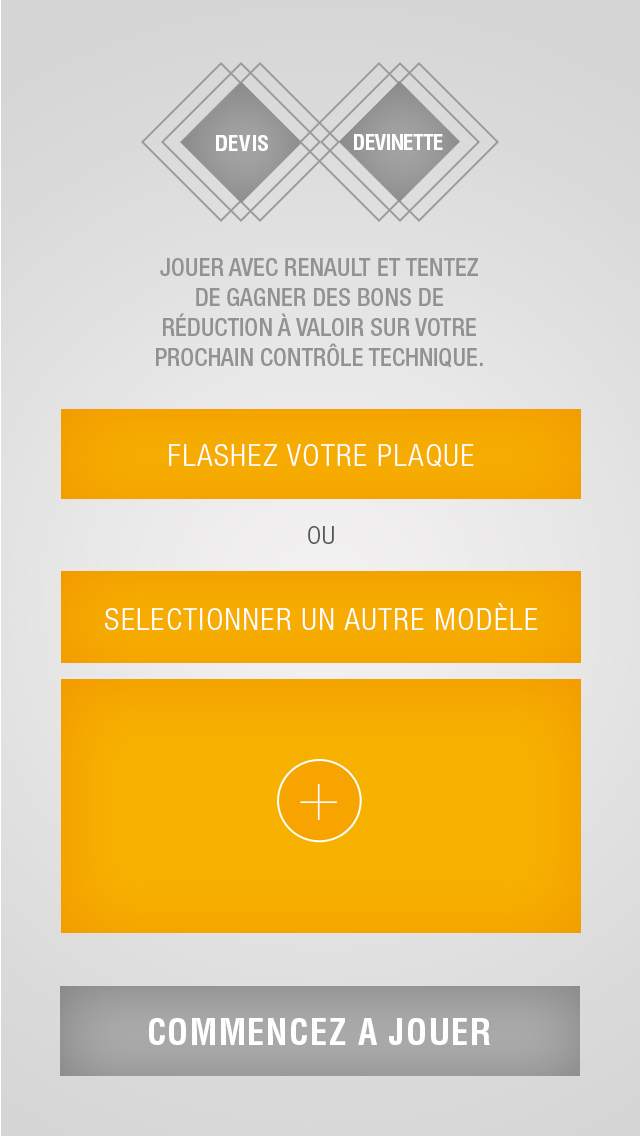 DEVIS
DEVINETTE
JOUER AVEC RENAULT ET TENTEZ
DE GAGNER DES BONS DE
RÉDUCTION À VALOIR SUR VOTRE
PROCHAIN CONTRÔLE TECHNIQUE.
FLASHEZ VOTRE PLAQUE
OU
SELECTIONNER UN AUTRE MODÈLE
COMMENCEZ A JOUER